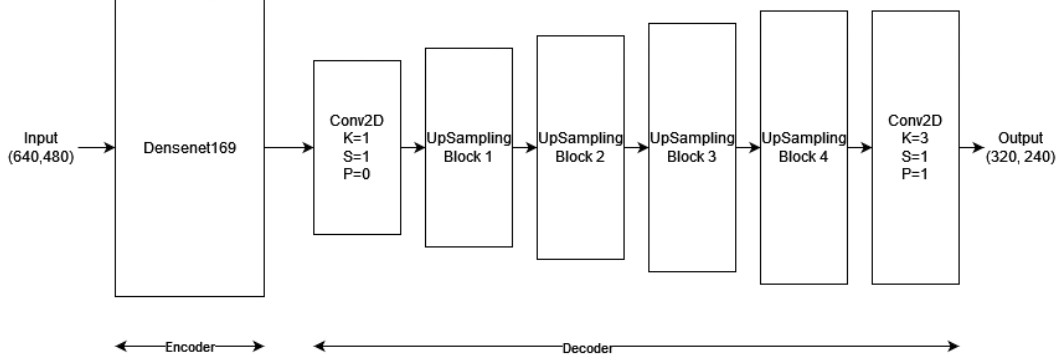 Input
(640,480)
Densenet169
Conv2D
K=1
S=1
P=0
UpSampling
Block 1
UpSampling
Block 2
UpSampling
Block 3
UpSampling
Block 4
Conv2D
K=3
S=1
P=1
Output
(320, 240)
Encoder
Decoder